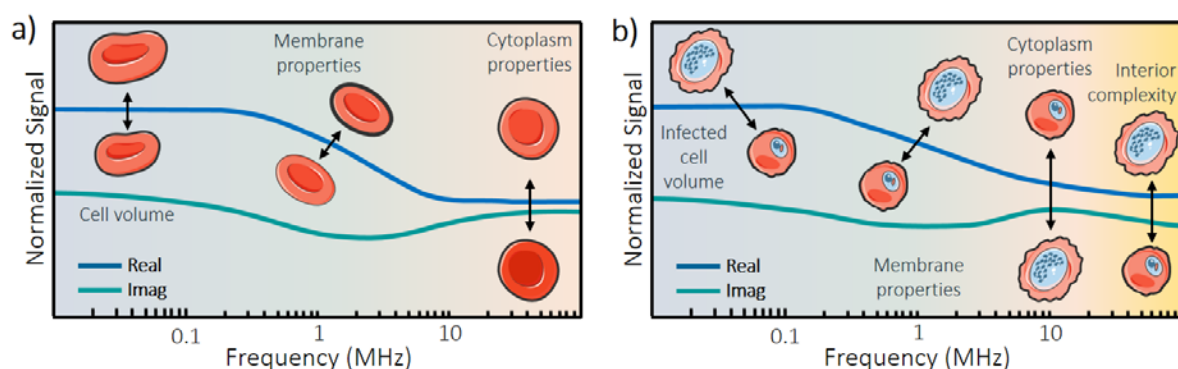 a)
Normalized Signal
Membrane
properties
Cytoplasm
properties
Cell volume
Real
Imag
0.1
1
10
Frequency (MHz)
b)
Normalized Signal
Cytoplasm
properties
Interior
complexity
Infected
cell
volume
Membrane
properties
Real
Imag
0.1
1
10
Frequency (MHz)